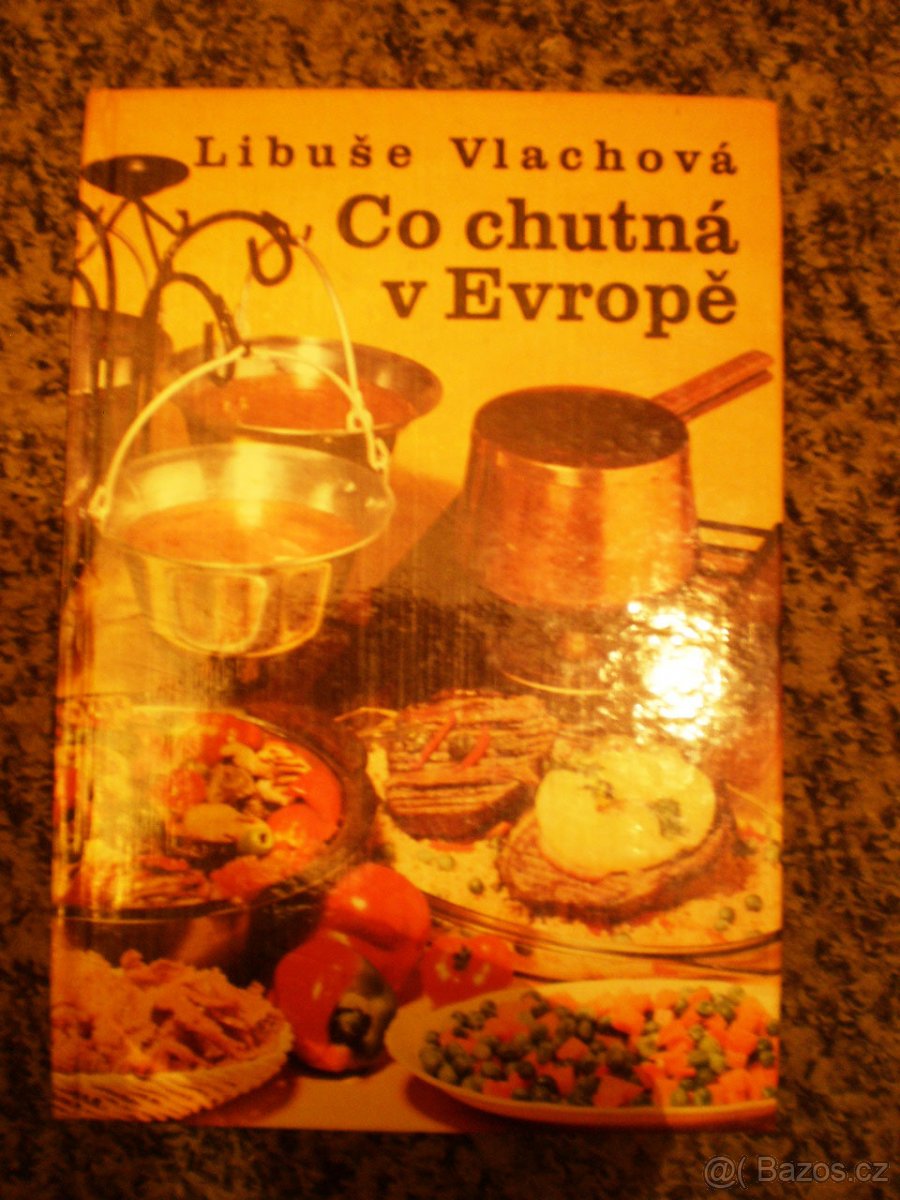 Libuše Vlachová
Co chutná
v Evropě
@( Bazos.cz